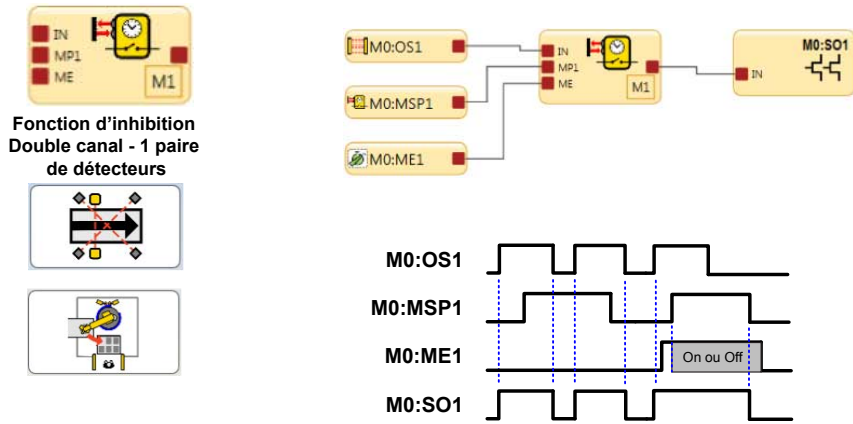 IN
MP1
ME
M1
Fonction d'inhibition
Double canal - 1 paire
de détecteurs
M0:OS1
M0:MSP1
M0:ME1
IN
MP1
ME
M1
M0:SO1
IN
M0:OS1
M0:MSP1
M0:ME1
On ou Off
M0:SO1